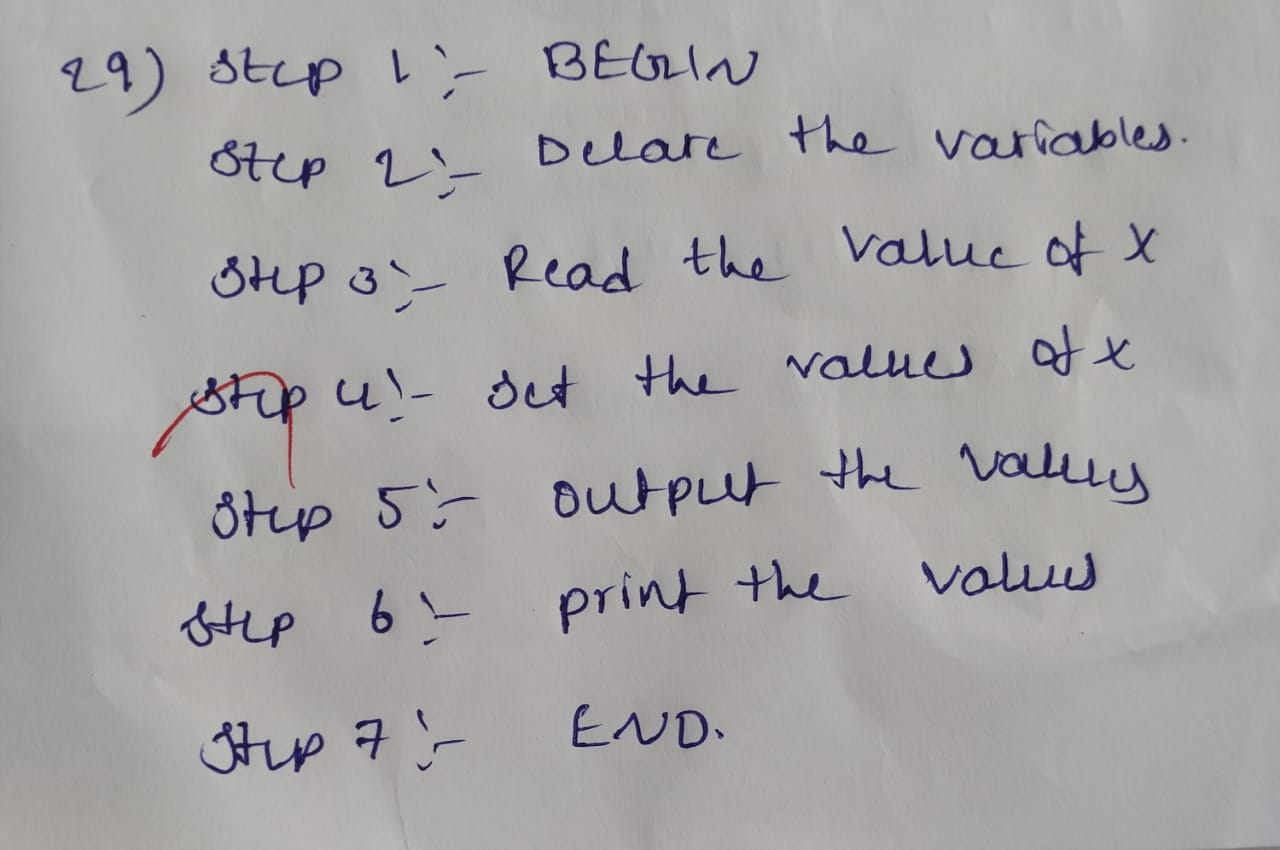 29) Step 1 :- BEGIN
Step 2 :- Delare the variables.
Step 3 :- Read the value of X
Step 4 :- Set the values of x
Step 5 :- output the values
Step 6 :- print the values
Step 7 :- END.